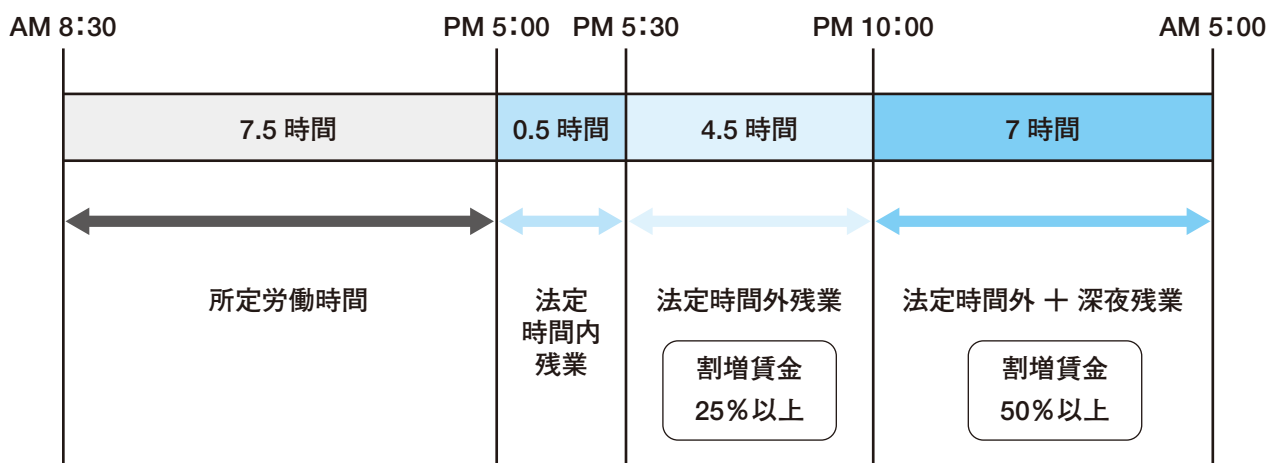 AM 8:30
PM 5:00
PM 5:30
PM 10:00
AM 5:00
7.5 時間
0.5 時間
4.5 時間
7 時間
所定労働時間
法定
時間内
残業
法定時間外残業
割増賃金
25%以上
法定時間外 + 深夜残業
割増賃金
50%以上